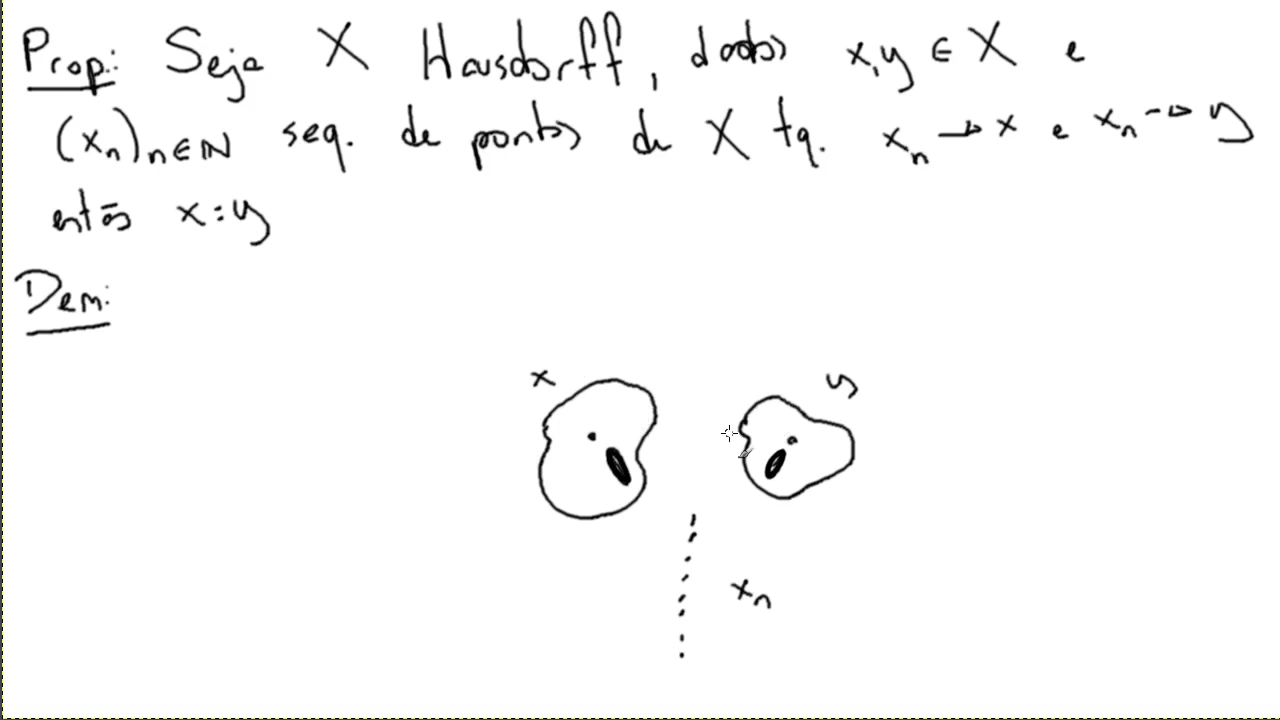 Prop.: Seja X Hausdorff, dados x,y ∈ X e
(xn)n∈ℕ seq. de pontos de X tq. xn → x e xn → y
então x=y
Dem:
x y
xn